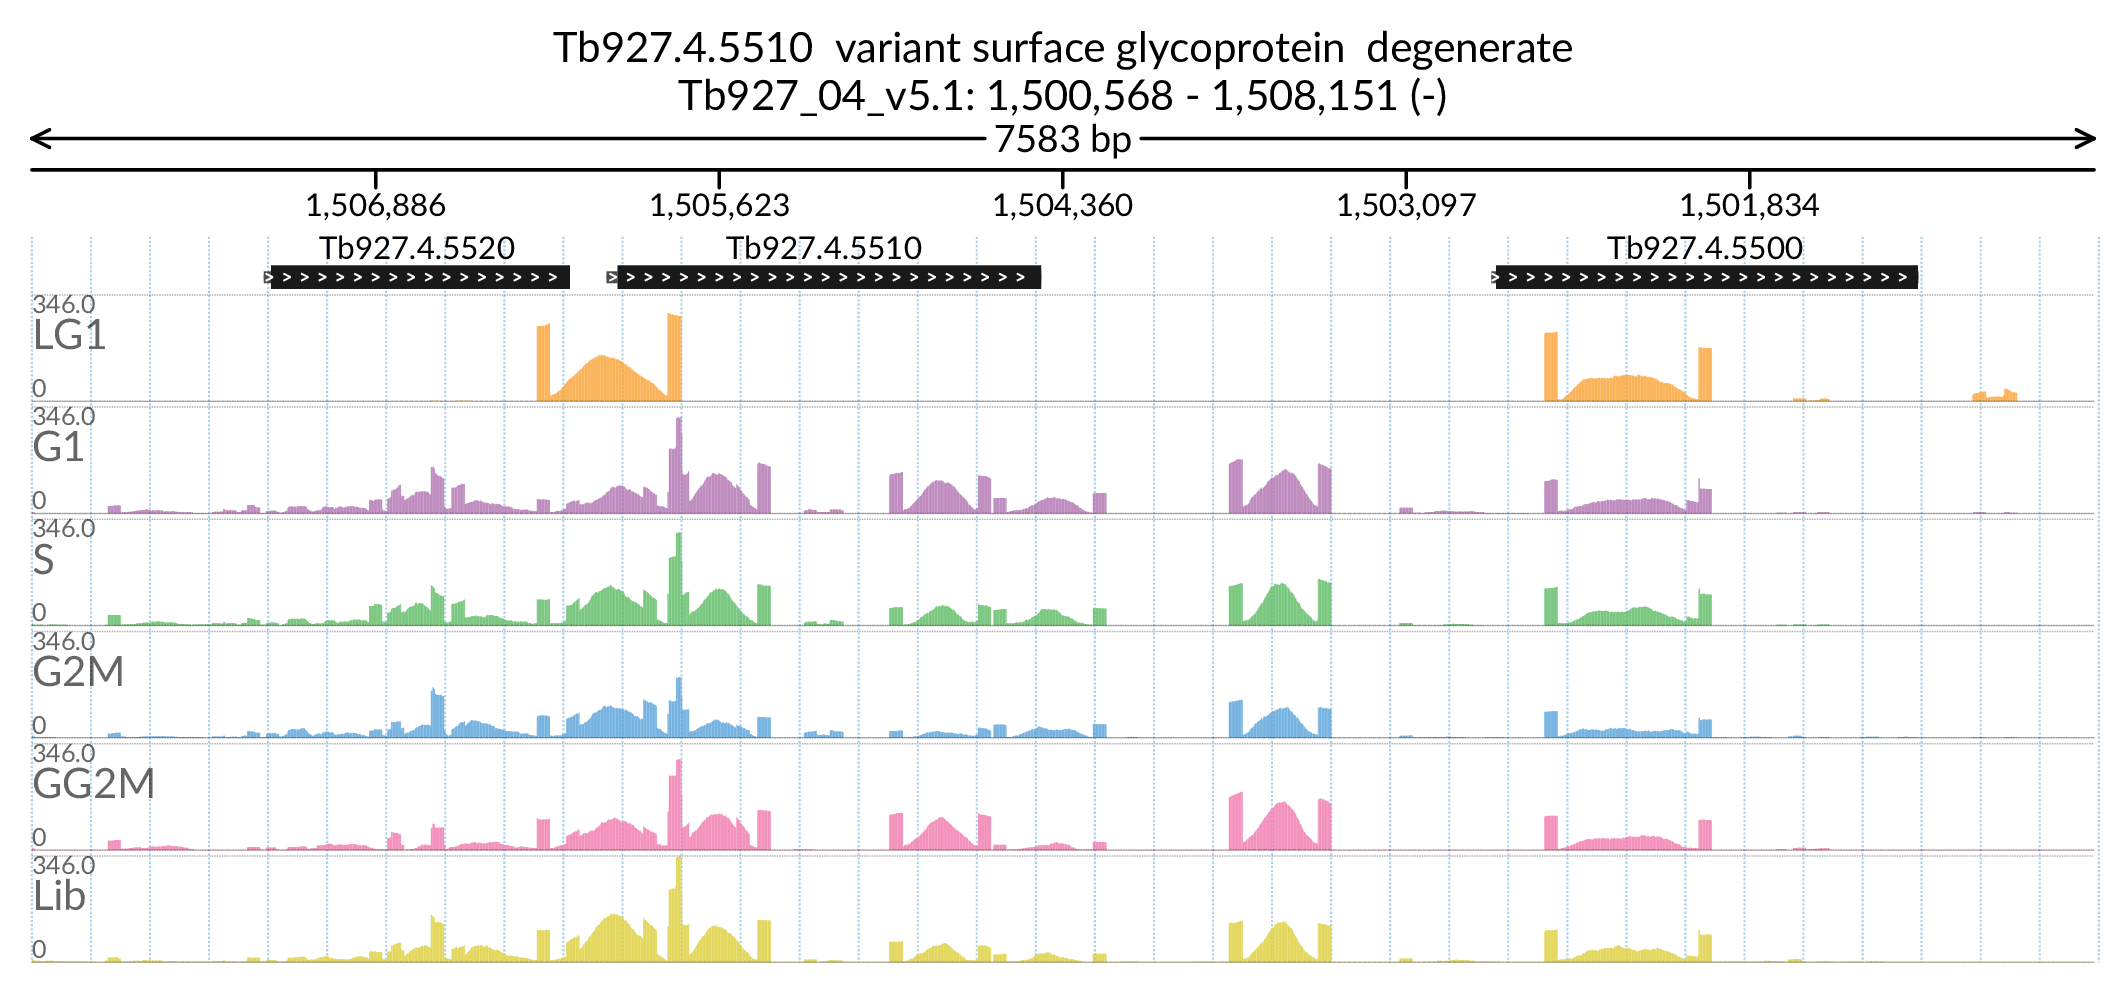 Tb927.4.5510  variant surface glycoprotein  degenerate
Tb927_04_v5.1: 1,500,568 - 1,508,151 (-)
7583 bp
1,506,886 1,505,623 1,504,360 1,503,097 1,501,834
Tb927.4.5520 Tb927.4.5510 Tb927.4.5500
346.0
LG1
0
346.0
G1
0
346.0
S
0
346.0
G2M
0
346.0
GG2M
0
346.0
Lib
0